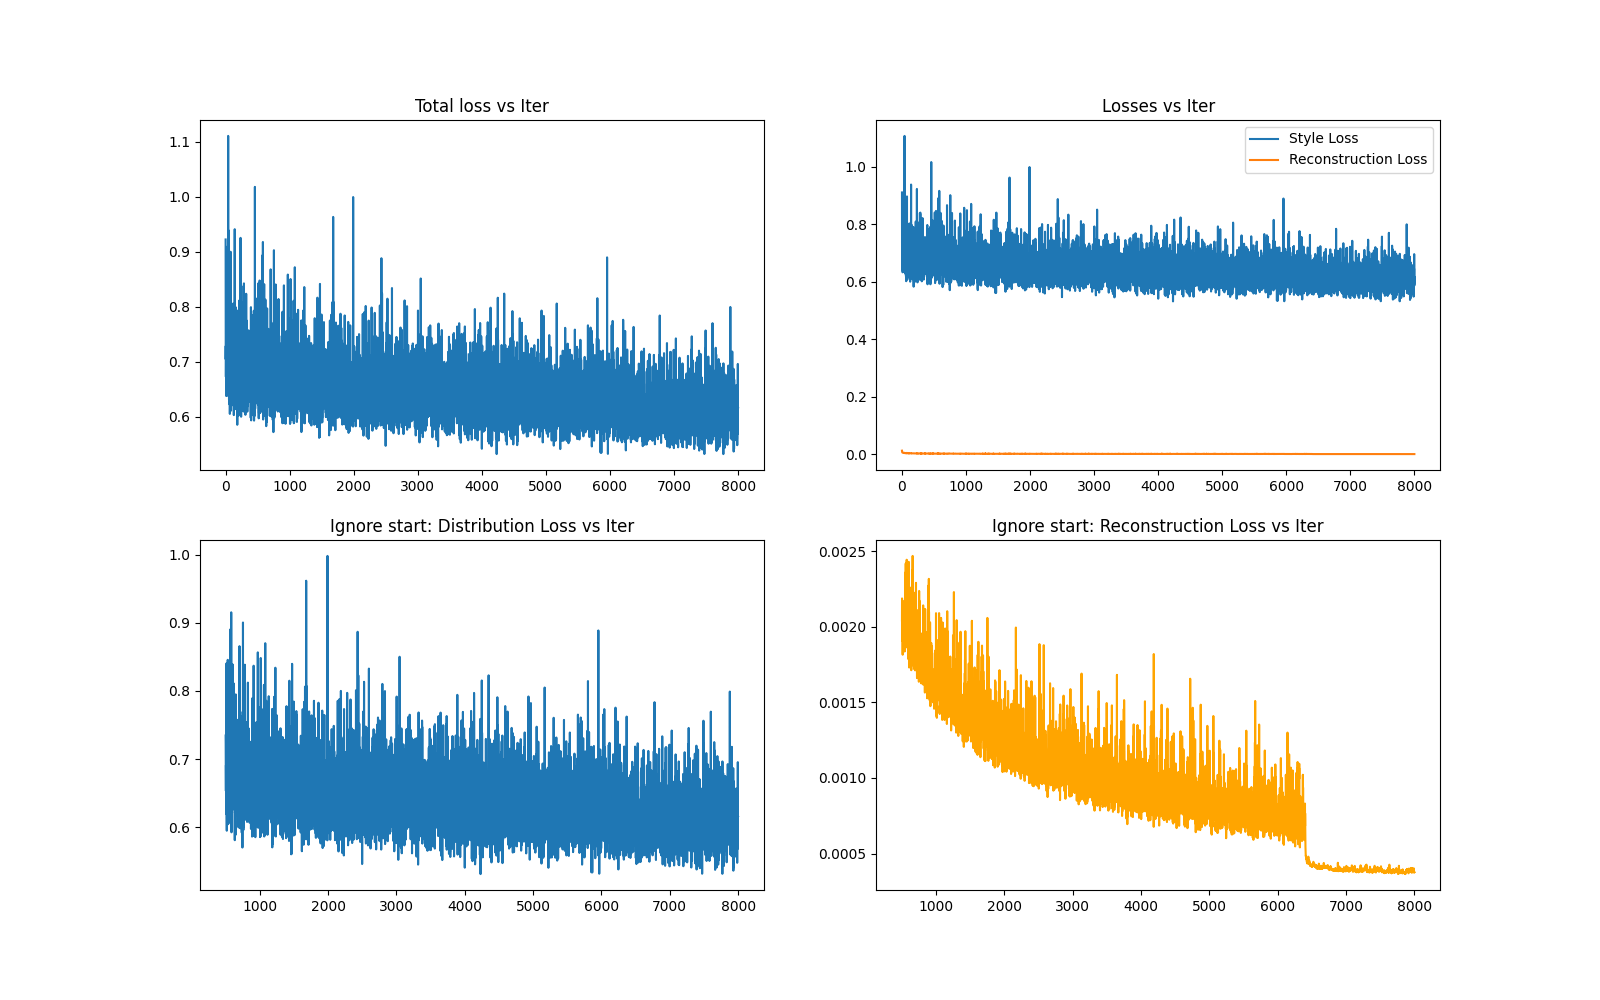 Total loss vs Iter
1.1
1.0
0.9
0.8
0.7
0.6
0 1000 2000 3000 4000 5000 6000 7000 8000
Losses vs Iter
Style Loss
Reconstruction Loss
1.0
0.8
0.6
0.4
0.2
0.0
0 1000 2000 3000 4000 5000 6000 7000 8000
Ignore start: Distribution Loss vs Iter
1.0
0.9
0.8
0.7
0.6
1000 2000 3000 4000 5000 6000 7000 8000
Ignore start: Reconstruction Loss vs Iter
0.0025
0.0020
0.0015
0.0010
0.0005
1000 2000 3000 4000 5000 6000 7000 8000